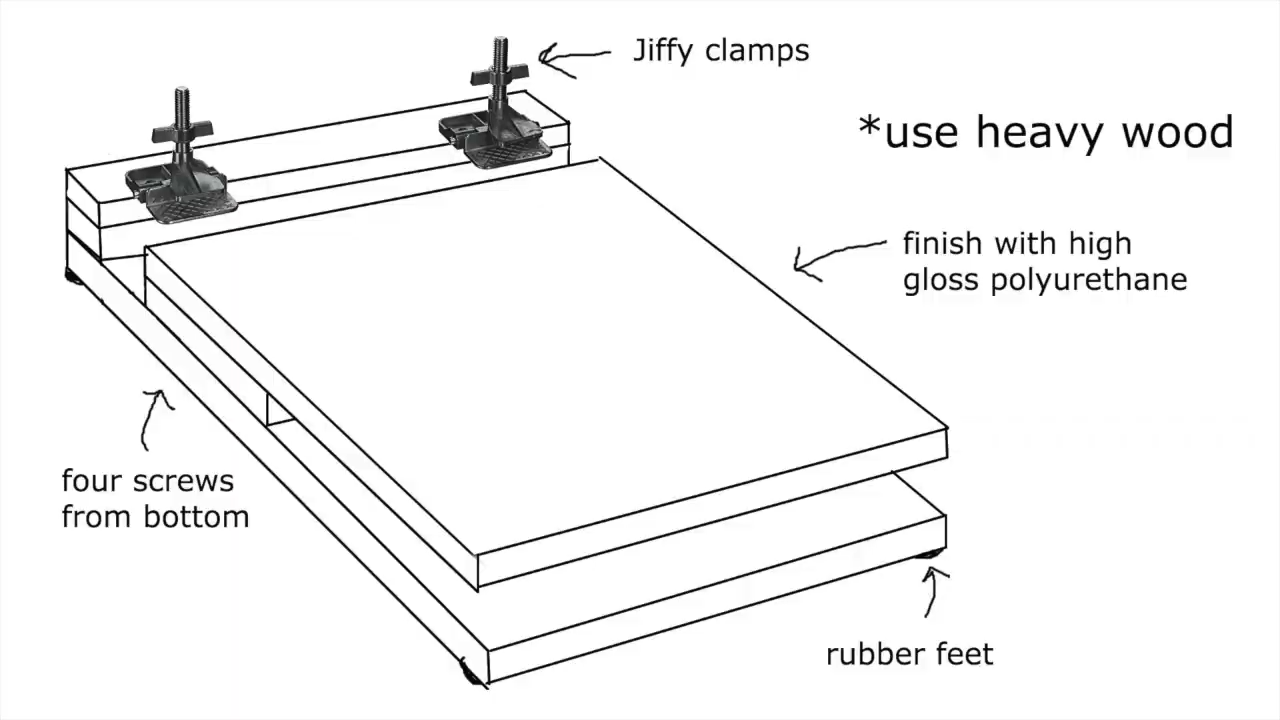 Jiffy clamps
*use heavy wood
finish with high
gloss polyurethane
four screws
from bottom
rubber feet